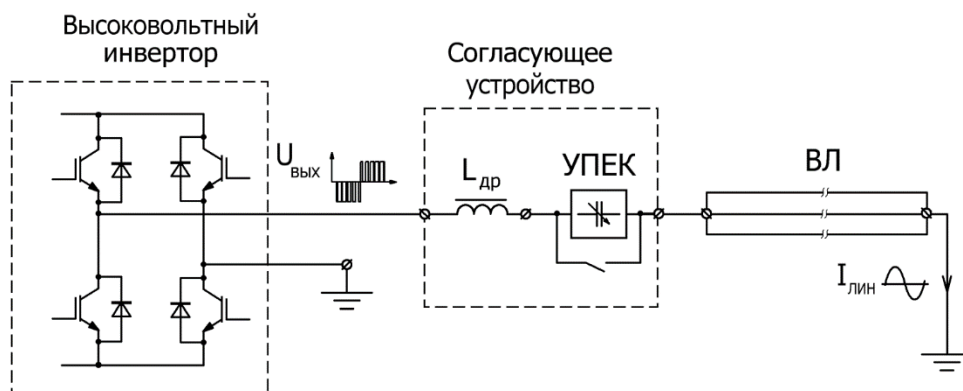 Высоковольтный
инвертор
Согласующее
устройство
U вых
L др
УПЕК
ВЛ
I лин